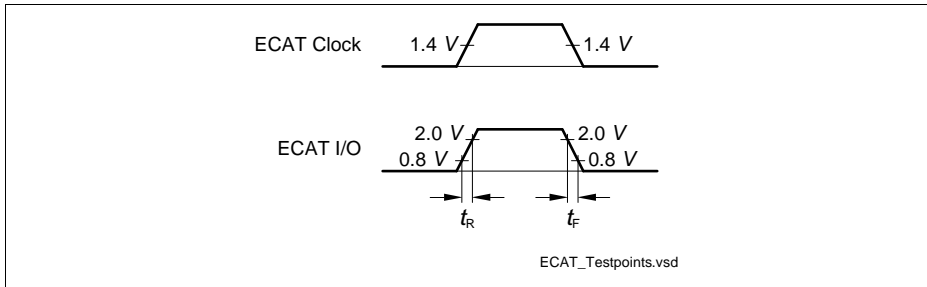 ECAT Clock
1.4 V
1.4 V
ECAT I/O
2.0 V
2.0 V
0.8 V
0.8 V
tR
tF
ECAT_Testpoints.vsd